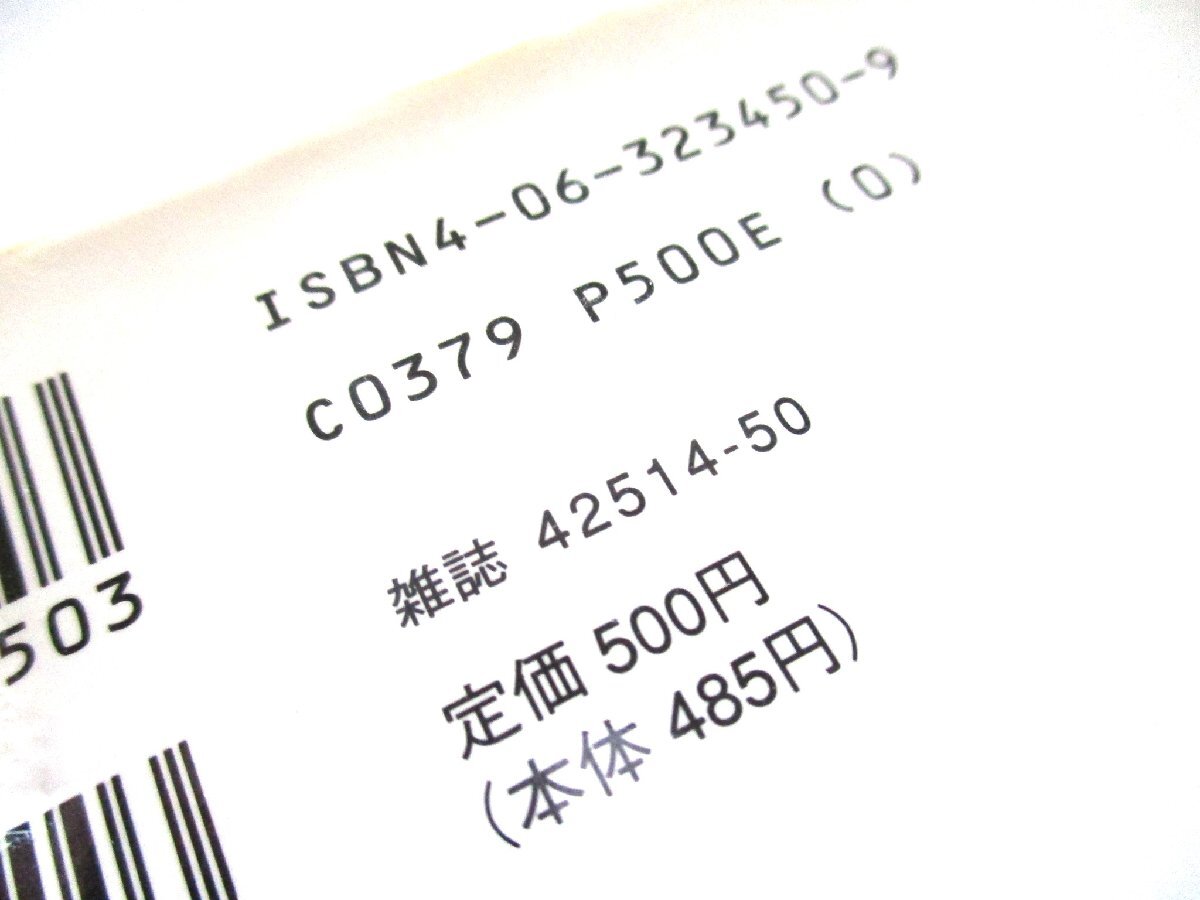 ISBN4-06-323450-9
C0379 P500E (0)
雑誌 42514-50
定価 500円
(本体 485円)
503